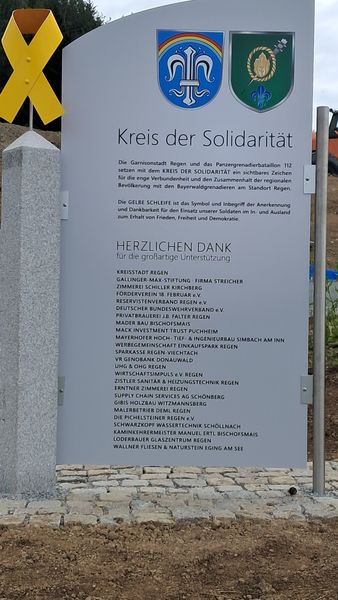 Kreis der Solidarität
Die Garnisonstadt Regen und das Panzergrenadierbataillon 112
setzen mit dem KREIS DER SOLIDARITÄT ein sichtbares Zeichen
für die enge Verbundenheit und den Zusammenhalt der regionalen
Bevölkerung mit den Bayerwaldgrenadieren am Standort Regen.
Die GELBE SCHLEIFE ist das Symbol und Inbegriff der Anerkennung
und Dankbarkeit für den Einsatz unserer Soldaten im In- und Ausland
zum Erhalt von Frieden, Freiheit und Demokratie.
HERZLICHEN DANK
für die großartige Unterstützung
KREISSTADT REGEN
GALLINGER-MAX-STIFTUNG · FIRMA STREICHER
ZIMMEREI SCHILLER KIRCHBERG
FÖRDERVEREIN 18. FEBRUAR e.V.
RESERVISTENVERBAND REGEN e.V.
DEUTSCHER BUNDESWEHRVERBAND e.V.
PRIVATBRAUEREI J.B. FALTER REGEN
MADER BAU BISCHOFSMAIS
MACK INVESTMENT TRUST PUCHHEIM
MAYERHOFER HOCH- TIEF- & INGENIEURBAU SIMBACH AM INN
WERBEGEMEINSCHAFT EINKAUFSPARK REGEN
SPARKASSE REGEN-VIECHTACH
VR GENOBANK DONAUWALD
UHG & OHG REGEN
WIRTSCHAFTSIMPULS e.V. REGEN
ZISTLER SANITÄR & HEIZUNGSTECHNIK REGEN
ERNTNER ZIMMEREI REGEN
SUPPLY CHAIN SERVICES AG SCHÖNBERG
GIBIS HOLZBAU WITZMANNSBERG
MALERBETRIEB DEML REGEN
DIE PICHELSTEINER REGEN e.V.
SCHWARZKOPF WASSERTECHNIK SCHÖLLNACH
KAMINKEHRERMEISTER MANUEL ERTL BISCHOFSMAIS
LODERBAUER GLASZENTRUM REGEN
WALLNER FLIESEN & NATURSTEIN EGING AM SEE